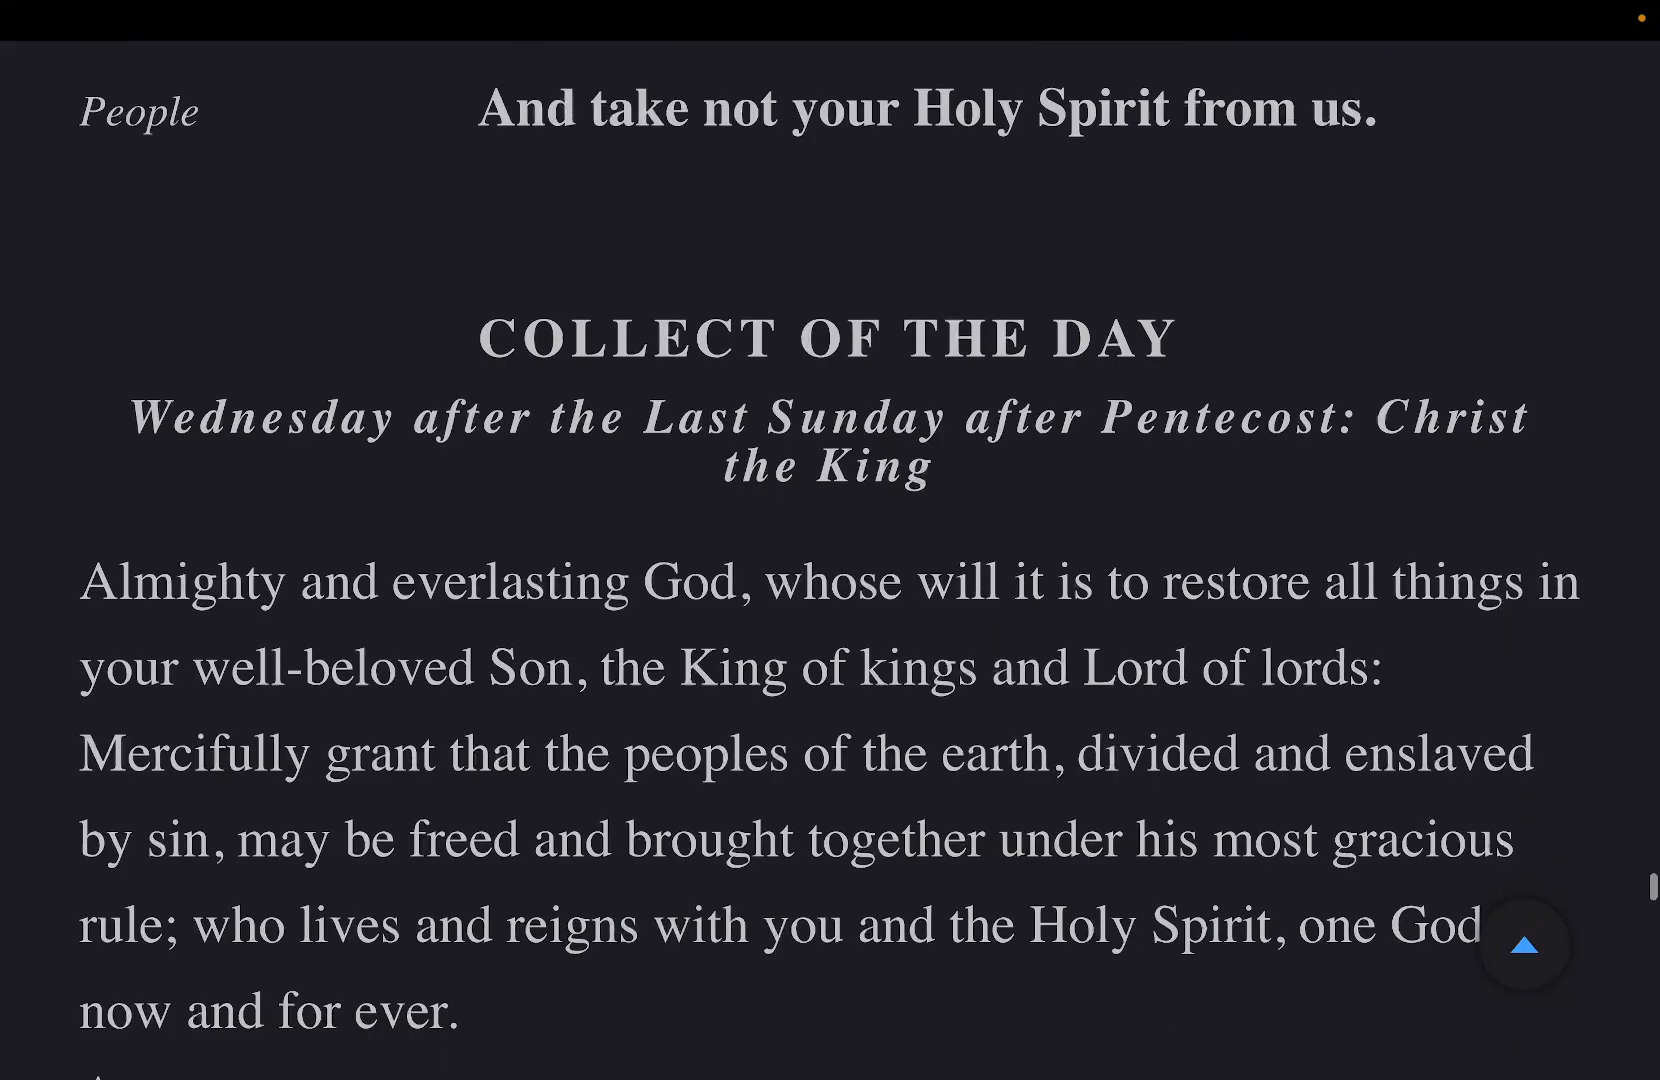 People And take not your Holy Spirit from us.
COLLECT OF THE DAY
Wednesday after the Last Sunday after Pentecost: Christ
the King
Almighty and everlasting God, whose will it is to restore all things in
your well-beloved Son, the King of kings and Lord of lords:
Mercifully grant that the peoples of the earth, divided and enslaved
by sin, may be freed and brought together under his most gracious
rule; who lives and reigns with you and the Holy Spirit, one God
now and for ever.